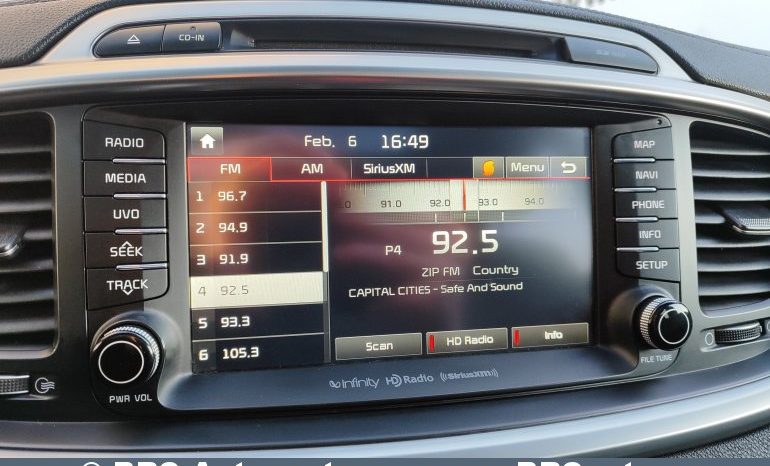 CD-IN
RADIO
MEDIA
UVO
SEEK
TRACK
PWR VOL
Feb. 6 16:49
FM AM SiriusXM Menu
1 96.7
2 94.9
3 91.9
4 92.5
5 93.3
6 105.3
91.0 92.0 93.0 94.0
P4 92.5
ZIP FM Country
CAPITAL CITIES - Safe And Sound
Scan HD Radio Info
Infinity HD Radio ((SiriusXM))
MAP
NAVI
PHONE
INFO
SETUP
FILE TUNE